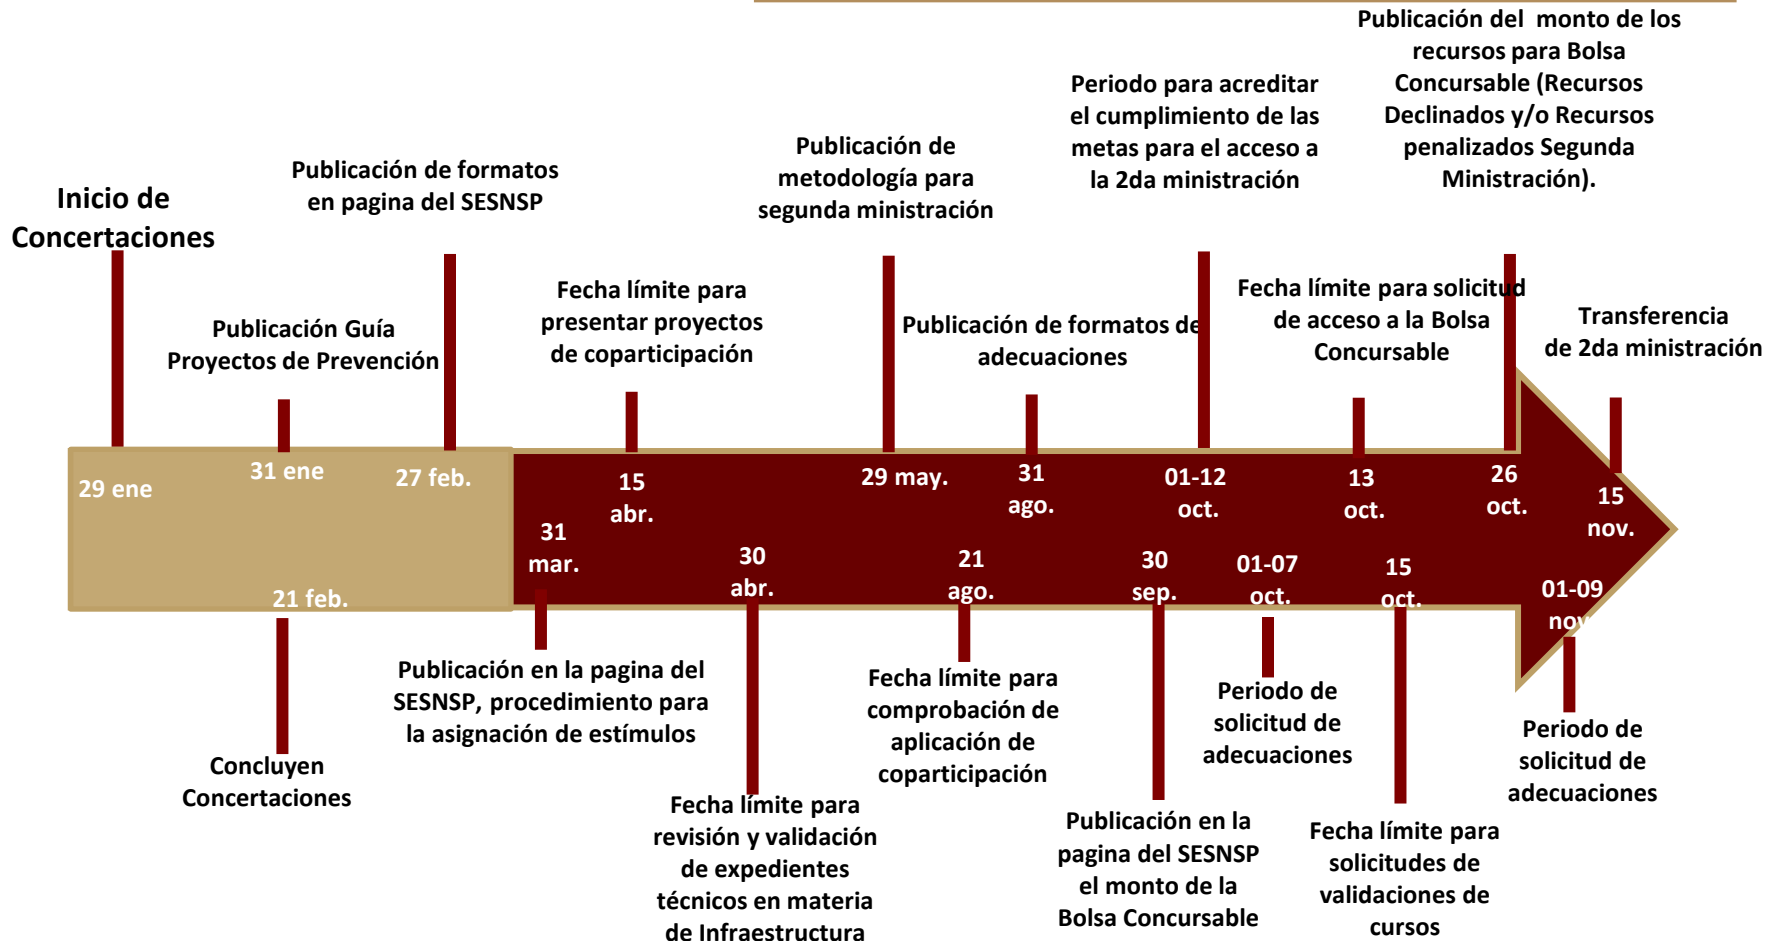 Inicio de
Concertaciones
Publicación de formatos
en pagina del SESNSP
Publicación de
metodología para
segunda ministración
Periodo para acreditar
el cumplimiento de las
metas para el acceso a
la 2da ministración
Publicación del  monto de los
recursos para Bolsa
Concursable (Recursos
Declinados y/o Recursos
penalizados Segunda
Ministración).
Publicación Guía
Proyectos de Prevención
Fecha límite para
presentar proyectos
de coparticipación
Publicación de formatos de
adecuaciones
Fecha límite para solicitud
de acceso a la Bolsa
Concursable
Transferencia
de 2da ministración
29 ene
31 ene
27 feb.
15
abr.
29 may.
31
ago.
01-12
oct.
13
oct.
26
oct.
15
nov.
21 feb.
31
mar.
30
abr.
21
ago.
30
sep.
01-07
oct.
15
oct.
01-09
nov
Concluyen
Concertaciones
Publicación en la pagina del
SESNSP, procedimiento para
la asignación de estímulos
Fecha límite para
revisión y validación
de expedientes
técnicos en materia
de Infraestructura
Fecha límite para
comprobación de
aplicación de
coparticipación
Publicación en la
pagina del SESNSP
el monto de la
Bolsa Concursable
Periodo de
solicitud de
adecuaciones
Fecha límite para
solicitudes de
validaciones de
cursos
Periodo de
solicitud de
adecuaciones